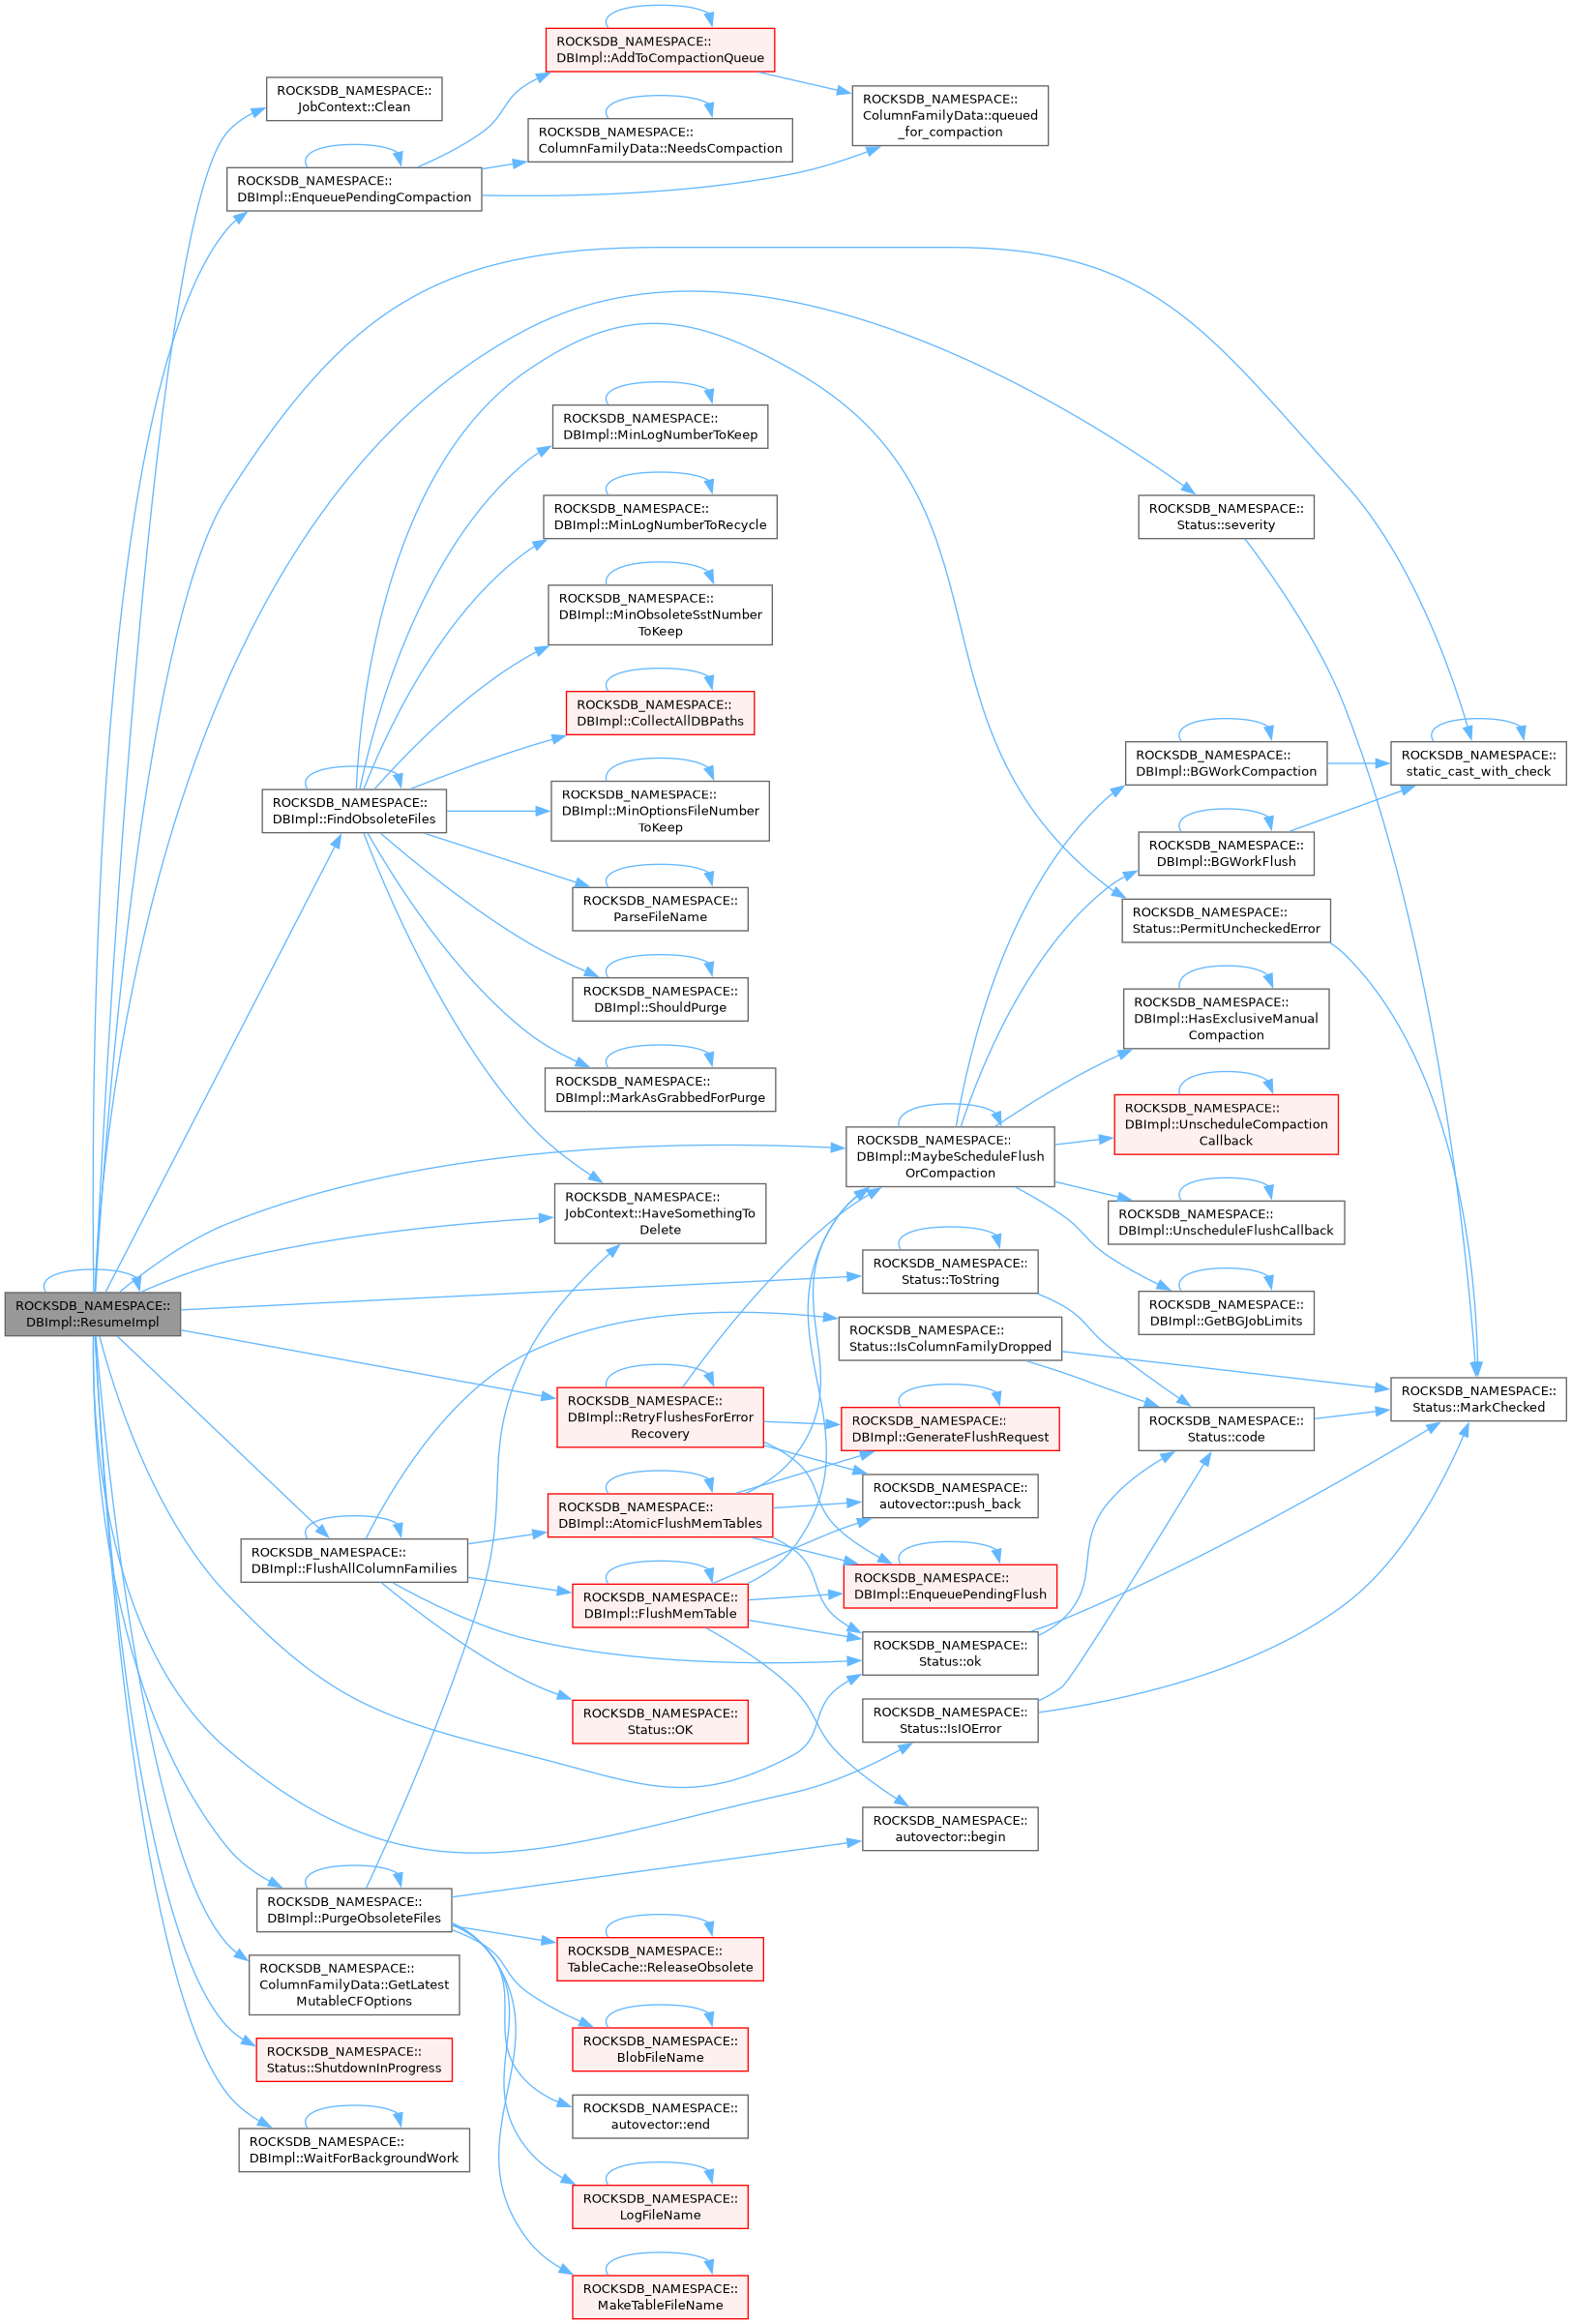 ROCKSDB_NAMESPACE::
DBImpl::AddToCompactionQueue
ROCKSDB_NAMESPACE::
JobContext::Clean
ROCKSDB_NAMESPACE::
ColumnFamilyData::queued
_for_compaction
ROCKSDB_NAMESPACE::
ColumnFamilyData::NeedsCompaction
ROCKSDB_NAMESPACE::
DBImpl::EnqueuePendingCompaction
ROCKSDB_NAMESPACE::
DBImpl::MinLogNumberToKeep
ROCKSDB_NAMESPACE::
DBImpl::MinLogNumberToRecycle
ROCKSDB_NAMESPACE::
Status::severity
ROCKSDB_NAMESPACE::
DBImpl::MinObsoleteSstNumber
ToKeep
ROCKSDB_NAMESPACE::
DBImpl::CollectAllDBPaths
ROCKSDB_NAMESPACE::
DBImpl::BGWorkCompaction
ROCKSDB_NAMESPACE::
static_cast_with_check
ROCKSDB_NAMESPACE::
DBImpl::FindObsoleteFiles
ROCKSDB_NAMESPACE::
DBImpl::MinOptionsFileNumber
ToKeep
ROCKSDB_NAMESPACE::
DBImpl::BGWorkFlush
ROCKSDB_NAMESPACE::
ParseFileName
ROCKSDB_NAMESPACE::
Status::PermitUncheckedError
ROCKSDB_NAMESPACE::
DBImpl::ShouldPurge
ROCKSDB_NAMESPACE::
DBImpl::HasExclusiveManual
Compaction
ROCKSDB_NAMESPACE::
DBImpl::MarkAsGrabbedForPurge
ROCKSDB_NAMESPACE::
DBImpl::UnscheduleCompaction
Callback
ROCKSDB_NAMESPACE::
DBImpl::MaybeScheduleFlush
OrCompaction
ROCKSDB_NAMESPACE::
JobContext::HaveSomethingTo
Delete
ROCKSDB_NAMESPACE::
DBImpl::UnscheduleFlushCallback
ROCKSDB_NAMESPACE::
Status::ToString
ROCKSDB_NAMESPACE::
DBImpl::ResumeImpl
ROCKSDB_NAMESPACE::
DBImpl::GetBGJobLimits
ROCKSDB_NAMESPACE::
Status::IsColumnFamilyDropped
ROCKSDB_NAMESPACE::
Status::MarkChecked
ROCKSDB_NAMESPACE::
DBImpl::RetryFlushesForError
Recovery
ROCKSDB_NAMESPACE::
DBImpl::GenerateFlushRequest
ROCKSDB_NAMESPACE::
Status::code
ROCKSDB_NAMESPACE::
autovector::push_back
ROCKSDB_NAMESPACE::
DBImpl::AtomicFlushMemTables
ROCKSDB_NAMESPACE::
DBImpl::FlushAllColumnFamilies
ROCKSDB_NAMESPACE::
DBImpl::EnqueuePendingFlush
ROCKSDB_NAMESPACE::
DBImpl::FlushMemTable
ROCKSDB_NAMESPACE::
Status::ok
ROCKSDB_NAMESPACE::
Status::OK
ROCKSDB_NAMESPACE::
Status::IsIOError
ROCKSDB_NAMESPACE::
autovector::begin
ROCKSDB_NAMESPACE::
DBImpl::PurgeObsoleteFiles
ROCKSDB_NAMESPACE::
TableCache::ReleaseObsolete
ROCKSDB_NAMESPACE::
ColumnFamilyData::GetLatest
MutableCFOptions
ROCKSDB_NAMESPACE::
BlobFileName
ROCKSDB_NAMESPACE::
Status::ShutdownInProgress
ROCKSDB_NAMESPACE::
autovector::end
ROCKSDB_NAMESPACE::
DBImpl::WaitForBackgroundWork
ROCKSDB_NAMESPACE::
LogFileName
ROCKSDB_NAMESPACE::
MakeTableFileName